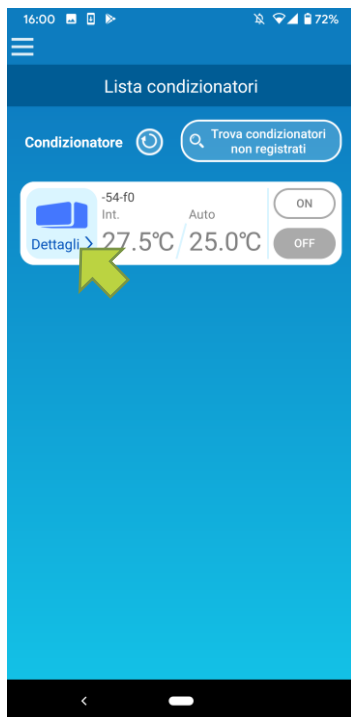 16:00 72%
Lista condizionatori
Condizionatore
Trova condizionatori
non registrati
-54-f0
Int. Auto
Dettagli > 27.5°C / 25.0°C
ON
OFF